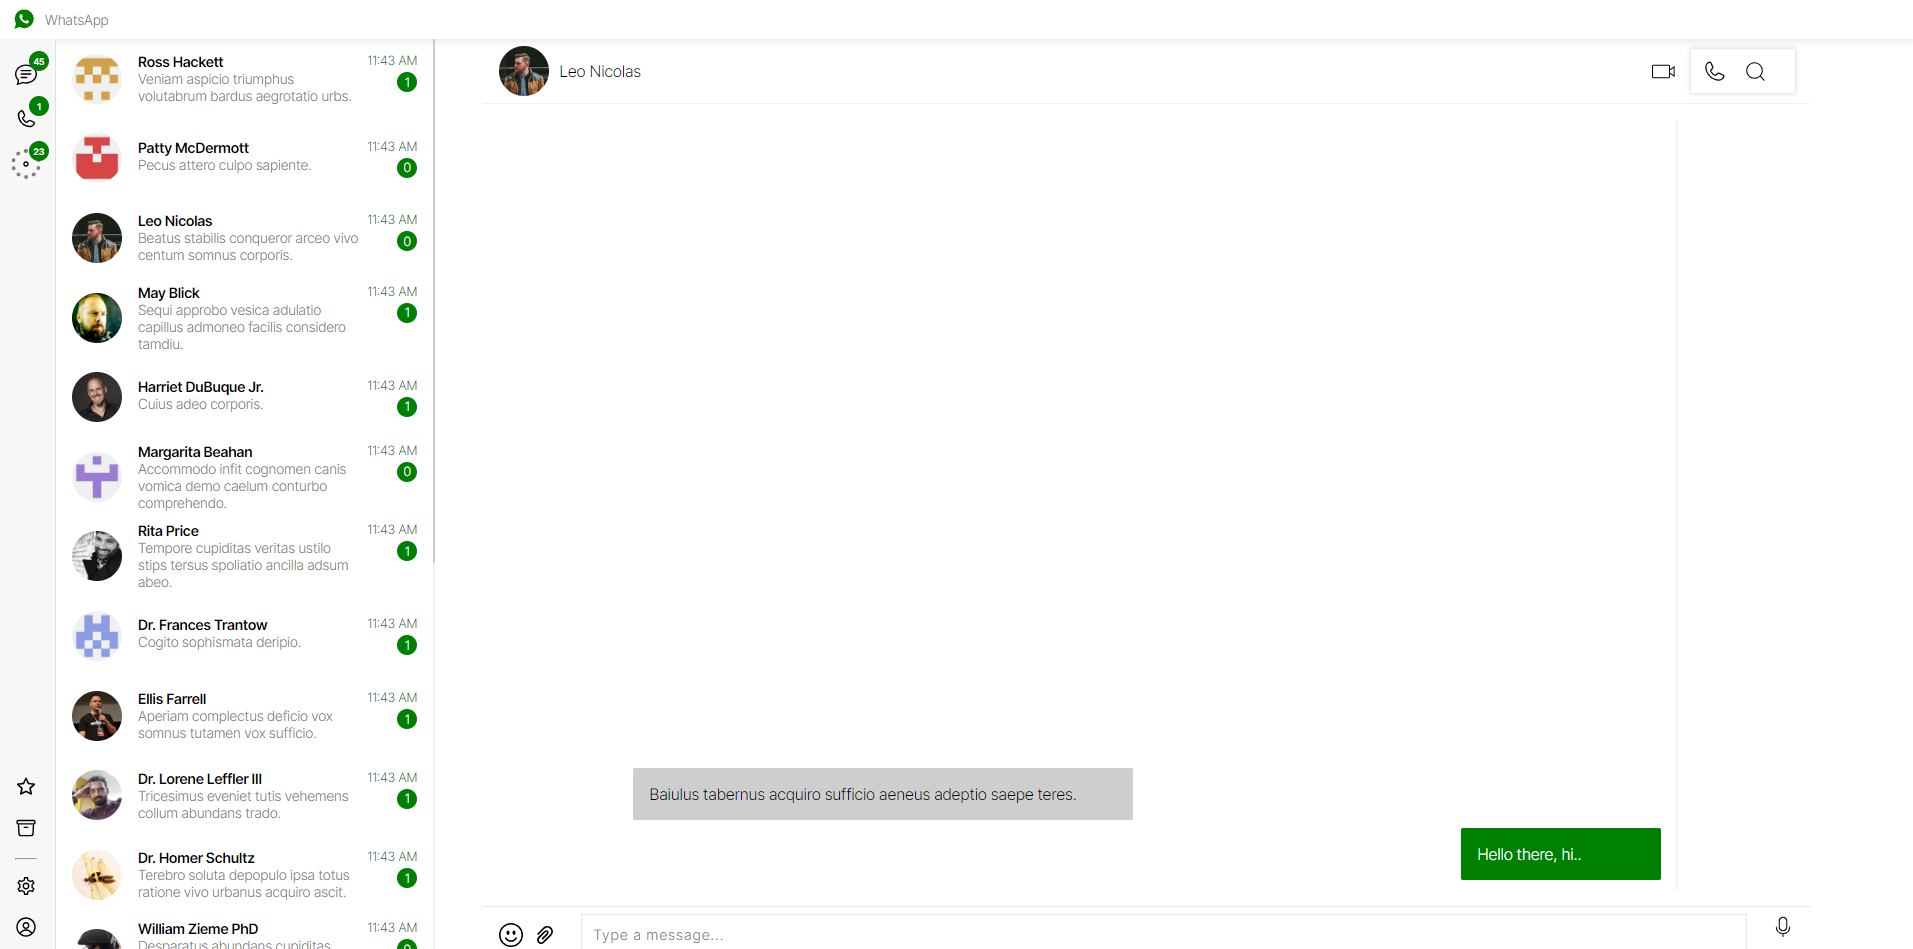 WhatsApp
45
1
23
Ross Hackett
11:43 AM
Veniam aspicio triumphus
1
volutabrum bardus aegrotatio urbs.
Patty McDermott
11:43 AM
Pecus attero culpo sapiente.
0
Leo Nicolas
11:43 AM
Beatus stabilis conqueror arceo vivo
0
centum somnus corporis.
May Blick
11:43 AM
Sequi approbo vesica adulatio
1
capillus admoneo facilis considero
tamdiu.
Harriet DuBuque Jr.
11:43 AM
Cuius adeo corporis.
1
Margarita Beahan
11:43 AM
Accommodo infit cognomen canis
0
vomica demo caelum conturbo
comprehendo.
Rita Price
11:43 AM
Tempore cupiditas veritas ustilo
1
stips tersus spoliatio ancilla adsum
abeo.
Dr. Frances Trantow
11:43 AM
Cogito sophismata deripio.
1
Ellis Farrell
11:43 AM
Aperiam complectus deficio vox
1
somnus tutamen vox sufficio.
Dr. Lorene Leffler III
11:43 AM
Tricesimus eveniet tutis vehemens
1
collum abundans trado.
Dr. Homer Schultz
11:43 AM
Terebro soluta depopulo ipsa totus
1
ratione vivo urbanus acquiro ascit.
William Zieme PhD
11:43 AM
Desparatus abundans cupiditas
0
Leo Nicolas
Baiulus tabernus acquiro sufficio aeneus adeptio saepe teres.
Hello there, hi..
Type a message...